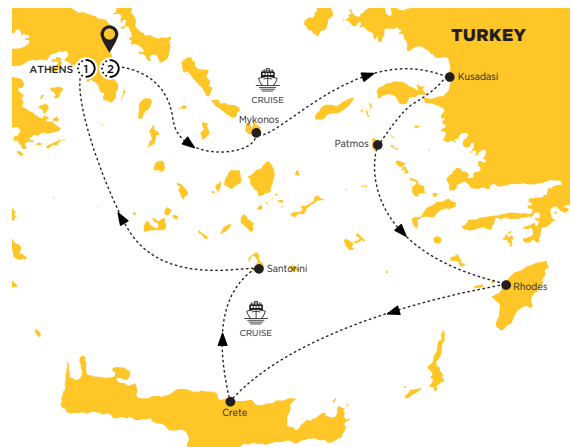 TURKEY
ATHENS 1 2
Kusadasi
CRUISE
Mykonos
Patmos
Santorini
Rhodes
CRUISE
Crete